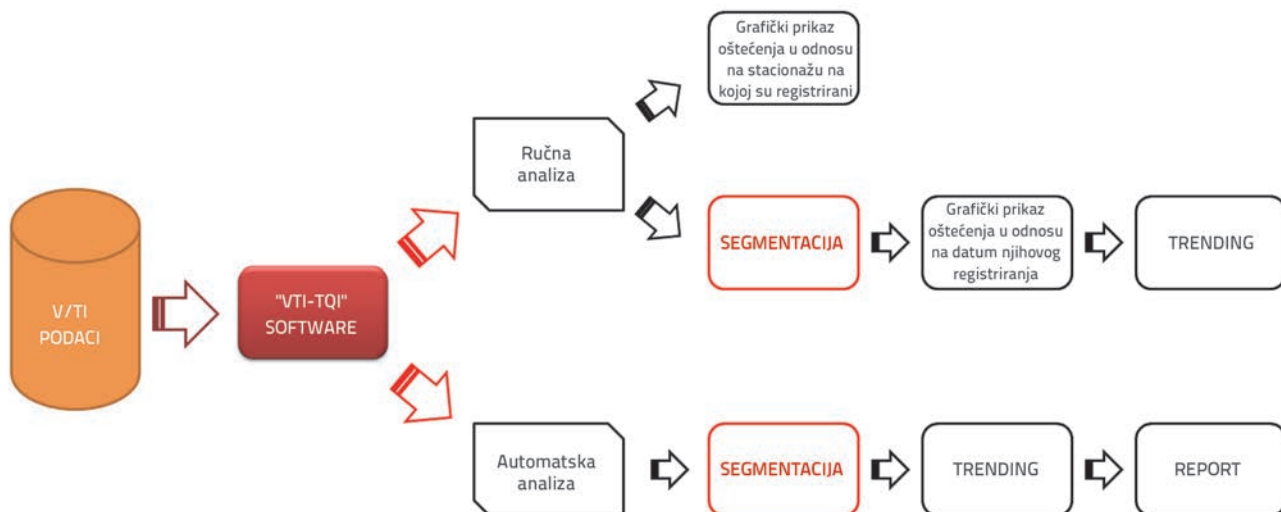 Grafički prikaz
oštećenja u odnosu
na stacionažu na
kojoj su registrirani
Ručna
analiza
V/TI
PODACI
"VTI-TQI"
SOFTWARE
SEGMENTACIJA
Grafički prikaz
oštećenja u odnosu
na datum njihovog
registriranja
TRENDING
Automatska
analiza
SEGMENTACIJA
TRENDING
REPORT